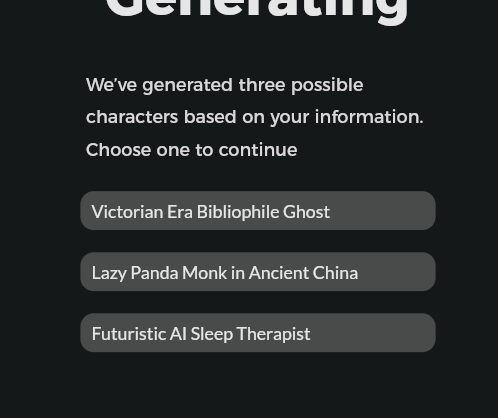 Generating
We’ve generated three possible
characters based on your information.
Choose one to continue
Victorian Era Bibliophile Ghost
Lazy Panda Monk in Ancient China
Futuristic AI Sleep Therapist